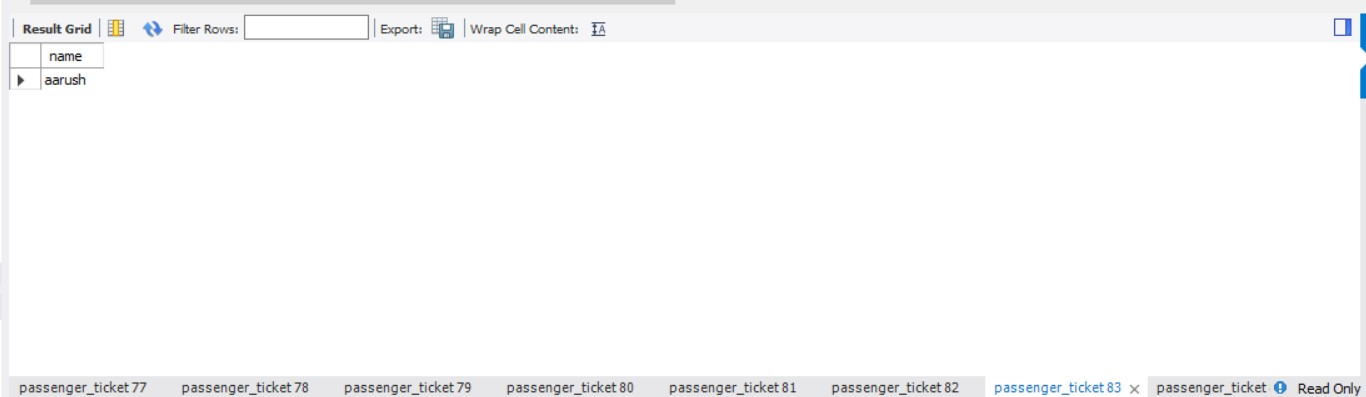 Result Grid Filter Rows: Export: Wrap Cell Content: IA
name
aarush
passenger_ticket 77 passenger_ticket 78 passenger_ticket 79 passenger_ticket 80 passenger_ticket 81 passenger_ticket 82 passenger_ticket 83 passenger_ticket Read Only